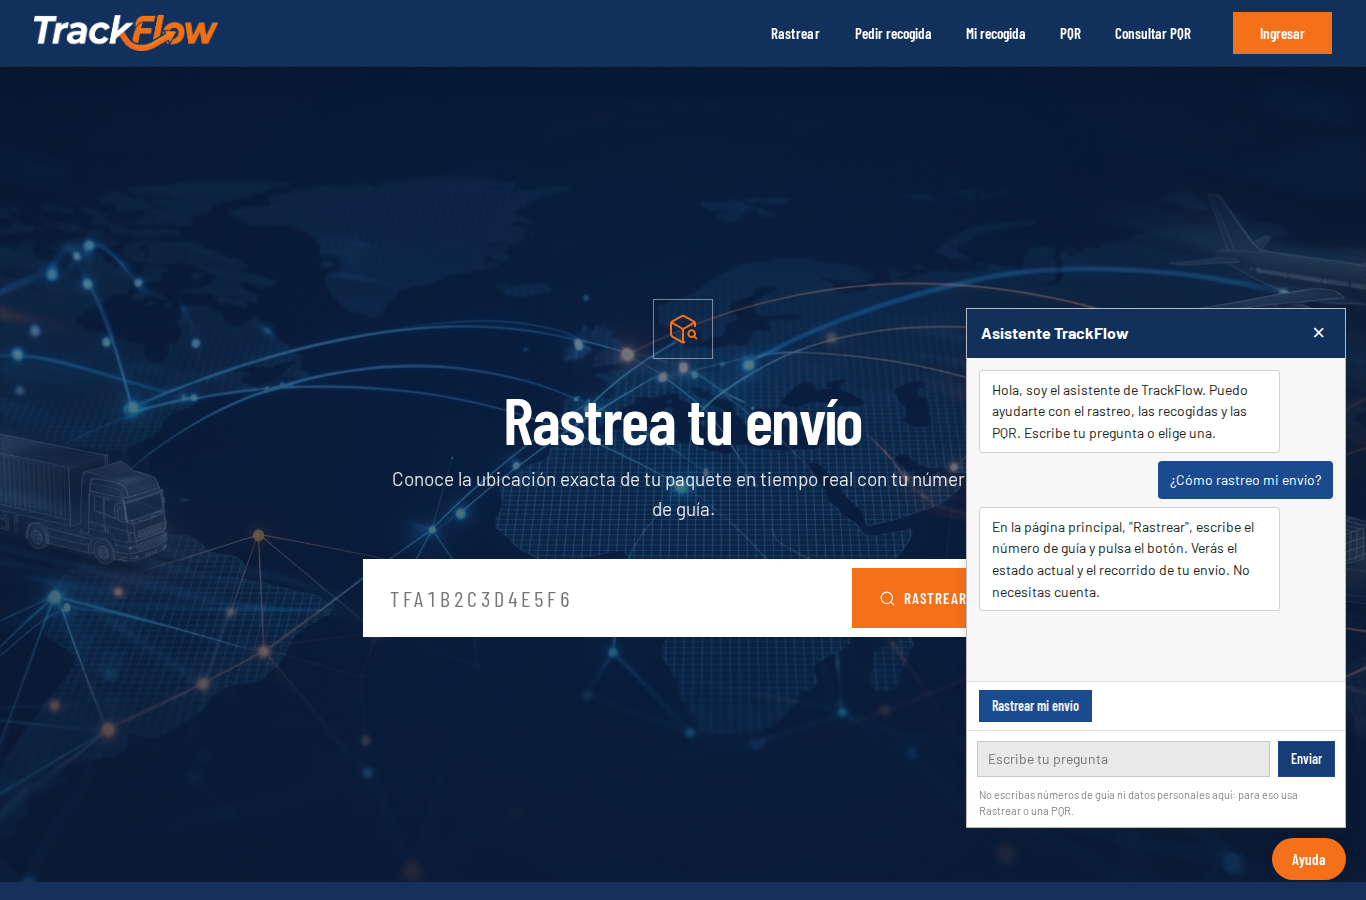 TrackFlow
Rastrear
Pedir recogida
Mi recogida
PQR
Consultar PQR
Ingresar
Rastrea tu envío
Conoce la ubicación exacta de tu paquete en tiempo real con tu númer
de guía.
TFA1B2C3D4E5F6
RASTREAR
Asistente TrackFlow
Hola, soy el asistente de TrackFlow. Puedo
ayudarte con el rastreo, las recogidas y las
PQR. Escribe tu pregunta o elige una.
¿Cómo rastreo mi envío?
En la página principal, "Rastrear", escribe el
número de guía y pulsa el botón. Verás el
estado actual y el recorrido de tu envío. No
necesitas cuenta.
Rastrear mi envío
Escribe tu pregunta
Enviar
No escribas números de guía ni datos personales aquí: para eso usa
Rastrear o una PQR.
Ayuda